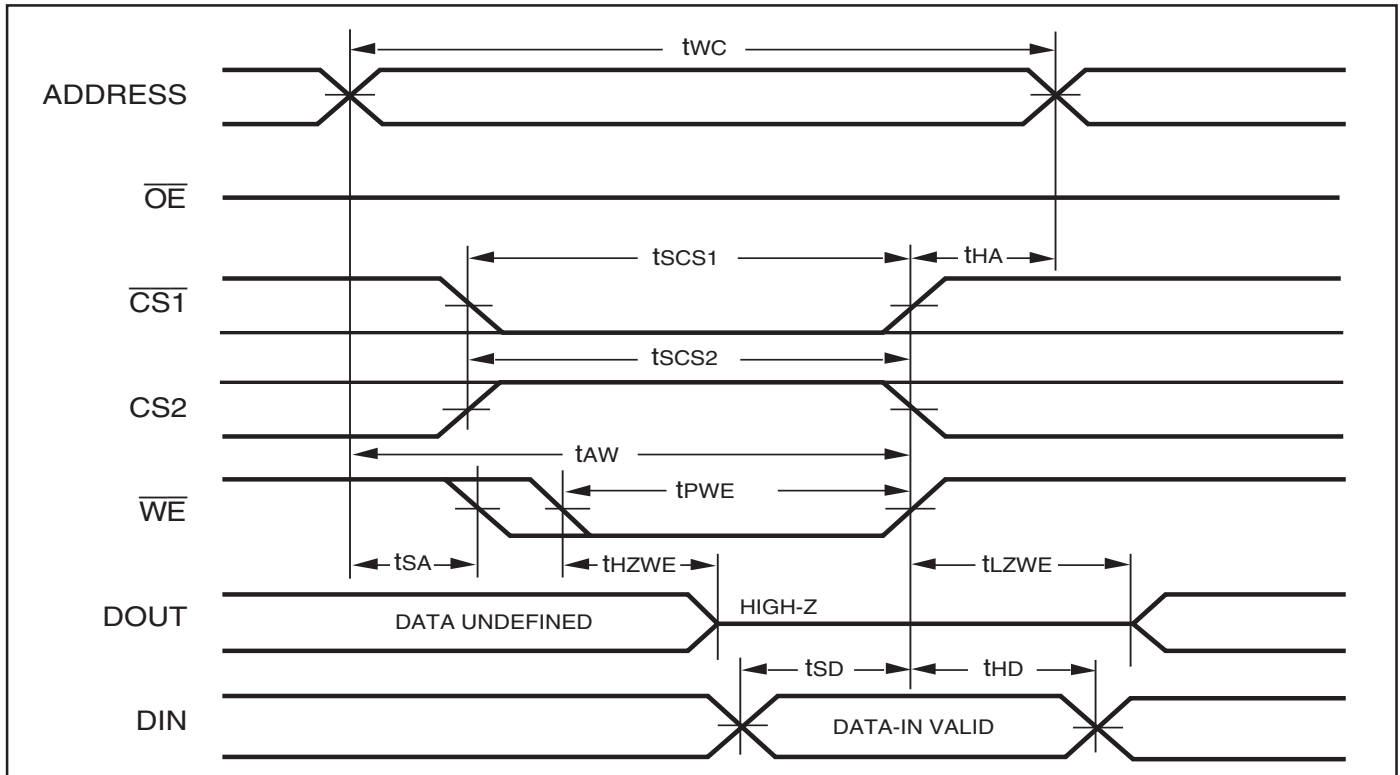 tWC
ADDRESS
OE
tSCS1
tHA
CS1
tSCS2
CS2
tAW
tPWE
WE
tSA
tHZWE
tLZWE
DOUT
DATA UNDEFINED
HIGH-Z
tSD
tHD
DIN
DATA-IN VALID